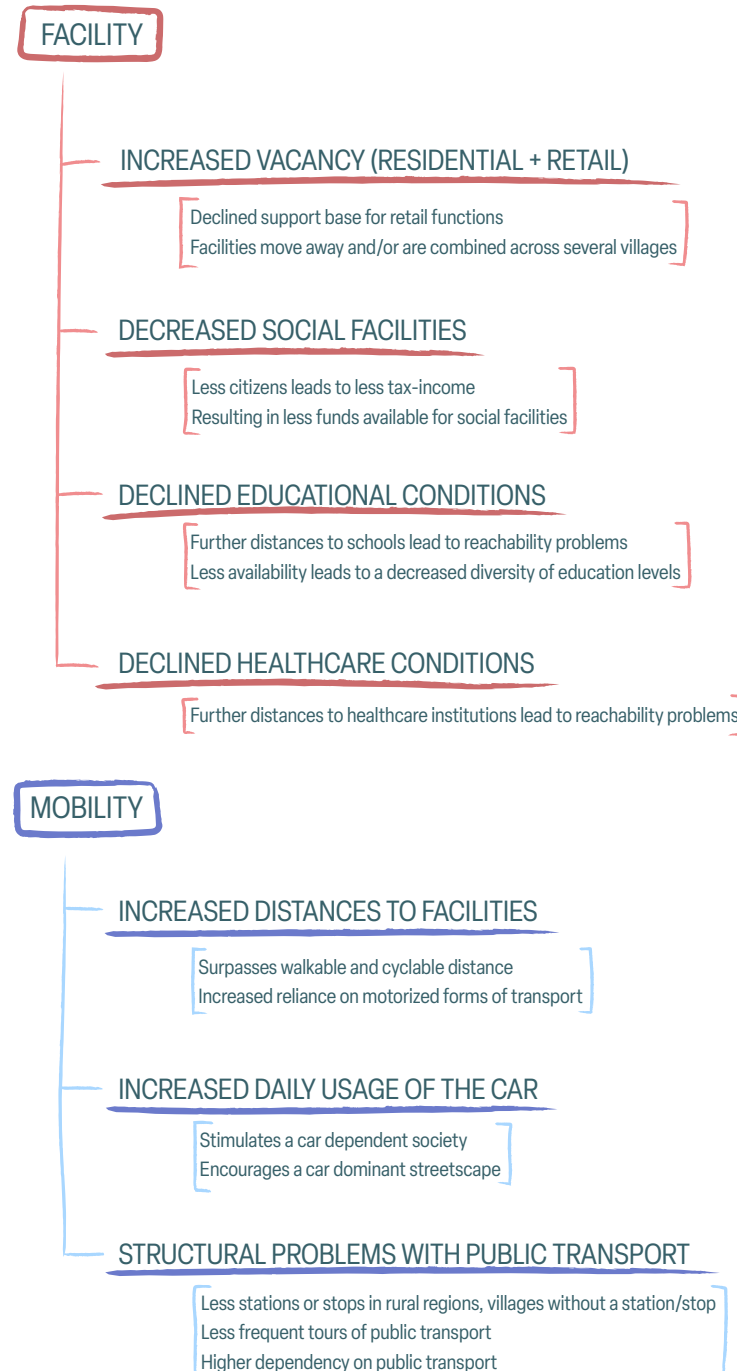 FACILITY
INCREASED VACANCY (RESIDENTIAL + RETAIL)
Declined support base for retail functions
Facilities move away and/or are combined across several villages
DECREASED SOCIAL FACILITIES
Less citizens leads to less tax-income
Resulting in less funds available for social facilities
DECLINED EDUCATIONAL CONDITIONS
Further distances to schools lead to reachability problems
Less availability leads to a decreased diversity of education levels
DECLINED HEALTHCARE CONDITIONS
Further distances to healthcare institutions lead to reachability problems
MOBILITY
INCREASED DISTANCES TO FACILITIES
Surpasses walkable and cyclable distance
Increased reliance on motorized forms of transport
INCREASED DAILY USAGE OF THE CAR
Stimulates a car dependent society
Encourages a car dominant streetscape
STRUCTURAL PROBLEMS WITH PUBLIC TRANSPORT
Less stations or stops in rural regions, villages without a station/stop
Less frequent tours of public transport
Higher dependency on public transport